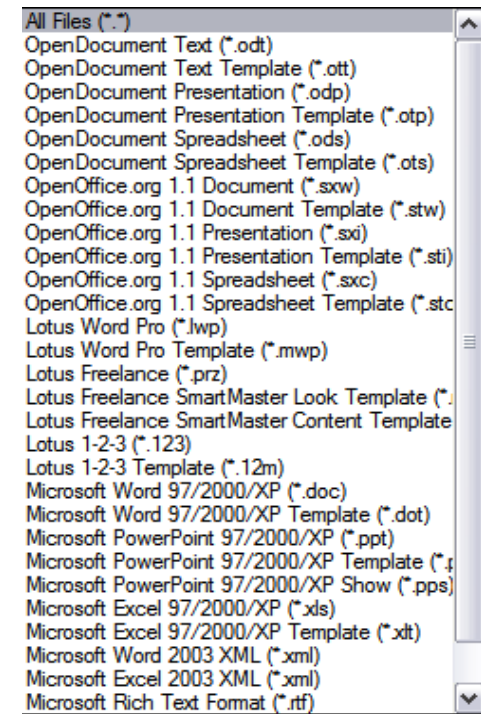 All Files (*.*)
OpenDocument Text (*.odt)
OpenDocument Text Template (*.ott)
OpenDocument Presentation (*.odp)
OpenDocument Presentation Template (*.otp)
OpenDocument Spreadsheet (*.ods)
OpenDocument Spreadsheet Template (*.ots)
OpenOffice.org 1.1 Document (*.sxw)
OpenOffice.org 1.1 Document Template (*.stw)
OpenOffice.org 1.1 Presentation (*.sxi)
OpenOffice.org 1.1 Presentation Template (*.sti)
OpenOffice.org 1.1 Spreadsheet (*.sxc)
OpenOffice.org 1.1 Spreadsheet Template (*.stc
Lotus Word Pro (*.lwp)
Lotus Word Pro Template (*.mwp)
Lotus Freelance (*.prz)
Lotus Freelance SmartMaster Look Template (*.
Lotus Freelance SmartMaster Content Template
Lotus 1-2-3 (*.123)
Lotus 1-2-3 Template (*.12m)
Microsoft Word 97/2000/XP (*.doc)
Microsoft Word 97/2000/XP Template (*.dot)
Microsoft PowerPoint 97/2000/XP (*.ppt)
Microsoft PowerPoint 97/2000/XP Template (*.p
Microsoft PowerPoint 97/2000/XP Show (*.pps)
Microsoft Excel 97/2000/XP (*.xls)
Microsoft Excel 97/2000/XP Template (*.xlt)
Microsoft Word 2003 XML (*.xml)
Microsoft Excel 2003 XML (*.xml)
Microsoft Rich Text Format (*.rtf)